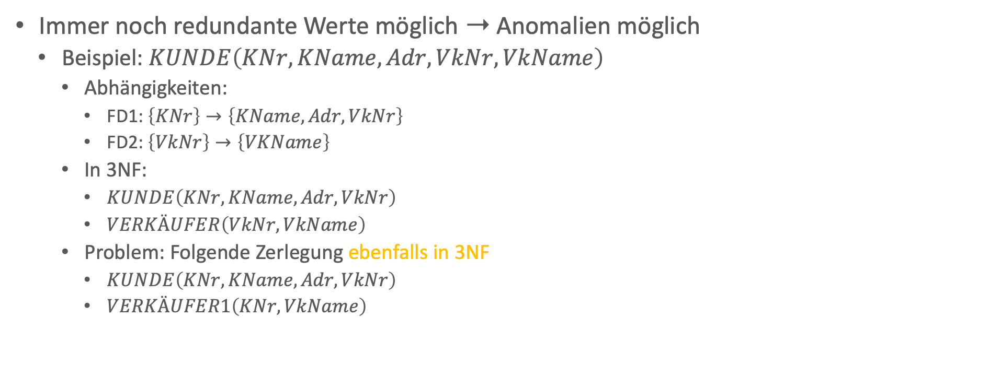 • Immer noch redundante Werte möglich → Anomalien möglich
• Beispiel: KUNDE(KNr, KName, Adr, VkNr, VkName)
• Abhängigkeiten:
• FD1: {KNr} → {KName, Adr, VkNr}
• FD2: {VkNr} → {VKName}
• In 3NF:
• KUNDE(KNr, KName, Adr, VkNr)
• VERKÄUFER(VkNr, VkName)
• Problem: Folgende Zerlegung ebenfalls in 3NF
• KUNDE(KNr, KName, Adr, VkNr)
• VERKÄUFER1(KNr, VkName)